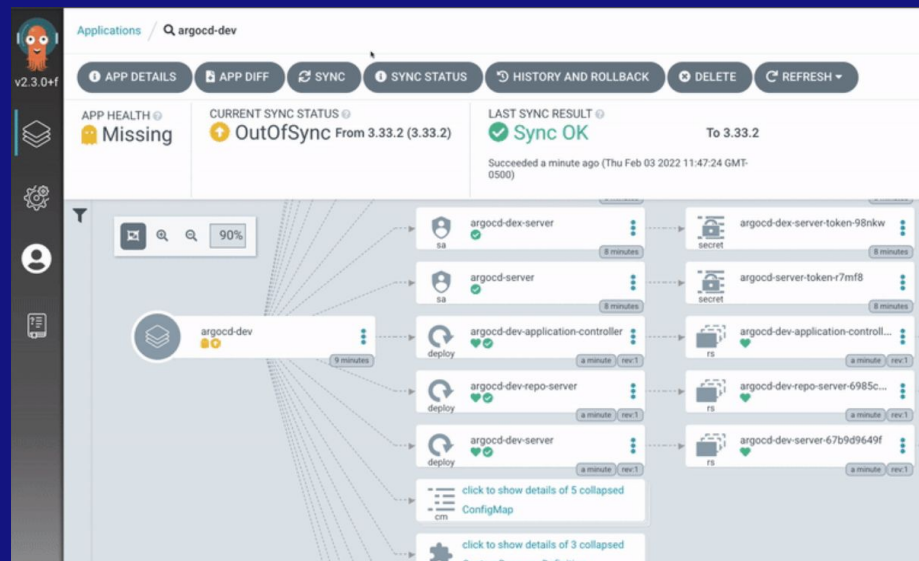 v2.3.0+f
Applications / argocd-dev
APP DETAILS APP DIFF SYNC SYNC STATUS HISTORY AND ROLLBACK DELETE REFRESH
APP HEALTH
Missing
CURRENT SYNC STATUS
OutOfSync From 3.33.2 (3.33.2)
LAST SYNC RESULT
Sync OK To 3.33.2
Succeeded a minute ago (Thu Feb 03 2022 11:47:24 GMT-
0500)
90%
argocd-dev
9 minutes
argocd-dex-server
sa
8 minutes
argocd-dex-server-token-98nkw
secret
8 minutes
argocd-server
sa
8 minutes
argocd-server-token-r7mf8
secret
8 minutes
argocd-dev-application-controller
deploy
a minute rev:1
argocd-dev-application-controll...
rs
a minute rev:1
argocd-dev-repo-server
deploy
a minute rev:1
argocd-dev-repo-server-6985c...
rs
a minute rev:1
argocd-dev-server
deploy
a minute rev:1
argocd-dev-server-67b9d9649f
rs
a minute rev:1
click to show details of 5 collapsed
ConfigMap
cm
click to show details of 3 collapsed